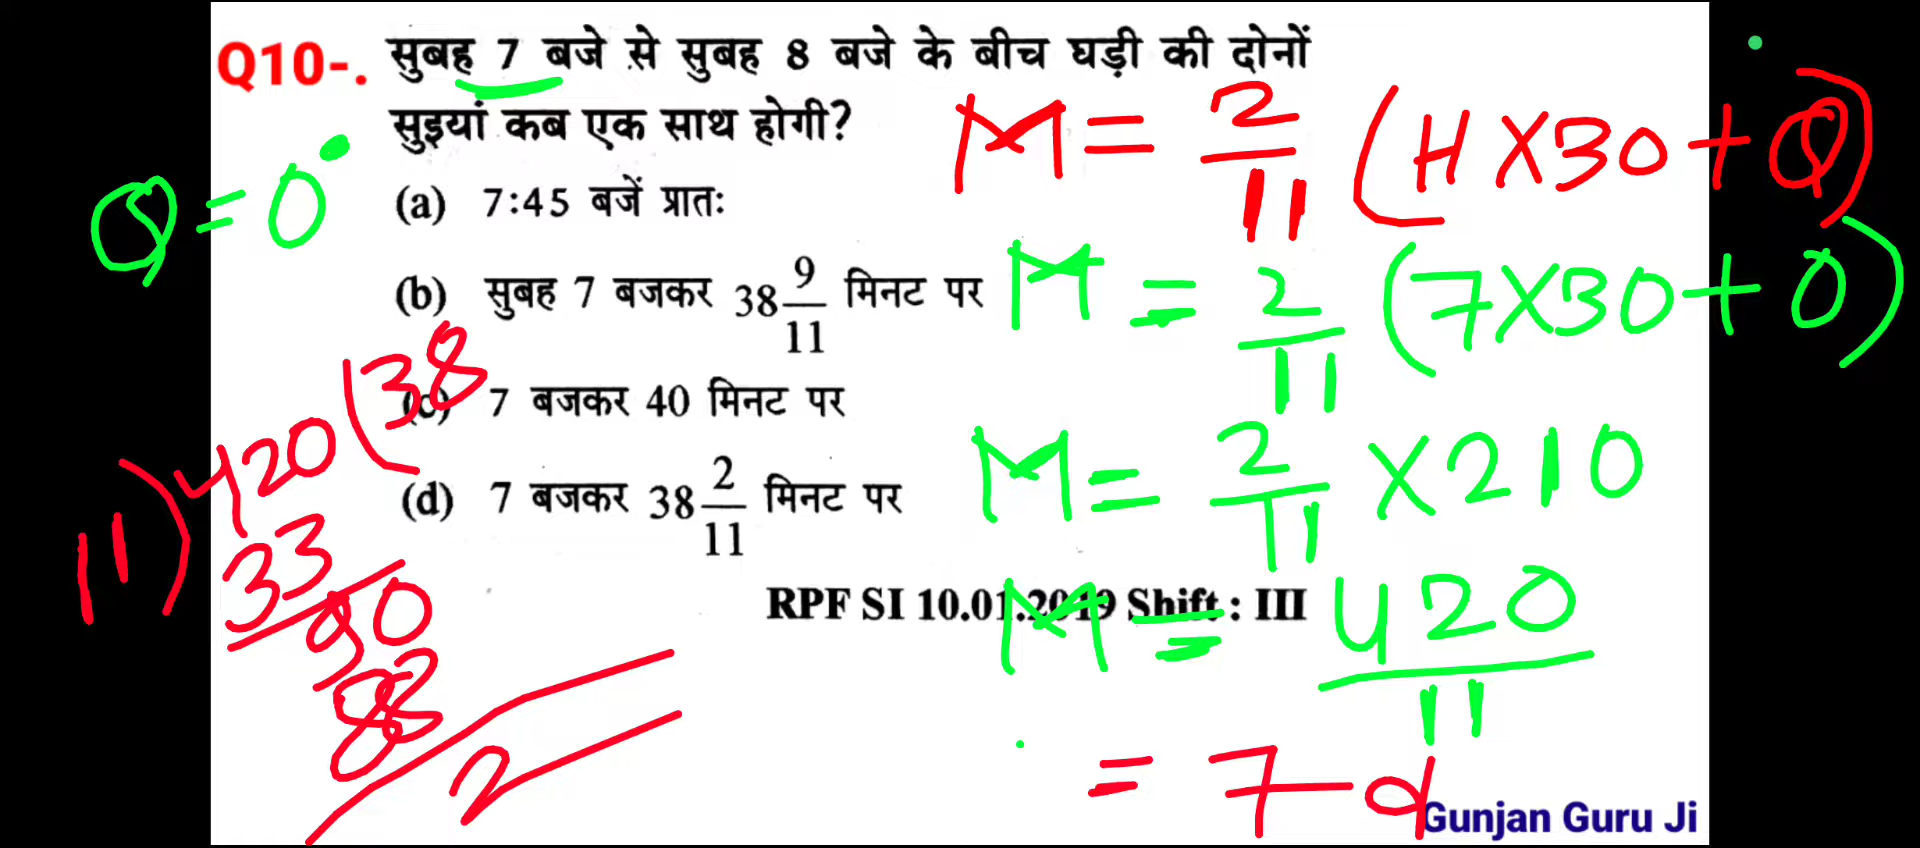 Q10-. सुबह 7 बजे से सुबह 8 बजे के बीच घड़ी की दोनों
सुइयां कब एक साथ होगी?
(a) 7:45 बजें प्रातः
(b) सुबह 7 बजकर 38 9/11 मिनट पर
(c) 7 बजकर 40 मिनट पर
(d) 7 बजकर 38 2/11 मिनट पर
RPF SI 10.01.2019 Shift : III
M = 2/11 (H X 30 + Q)
Q = 0°
M = 2/11 (7 X 30 + 0)
M = 2/11 X 210
M = 420/11
= 7
11) 420 (38
33
90
88
2
Gunjan Guru Ji